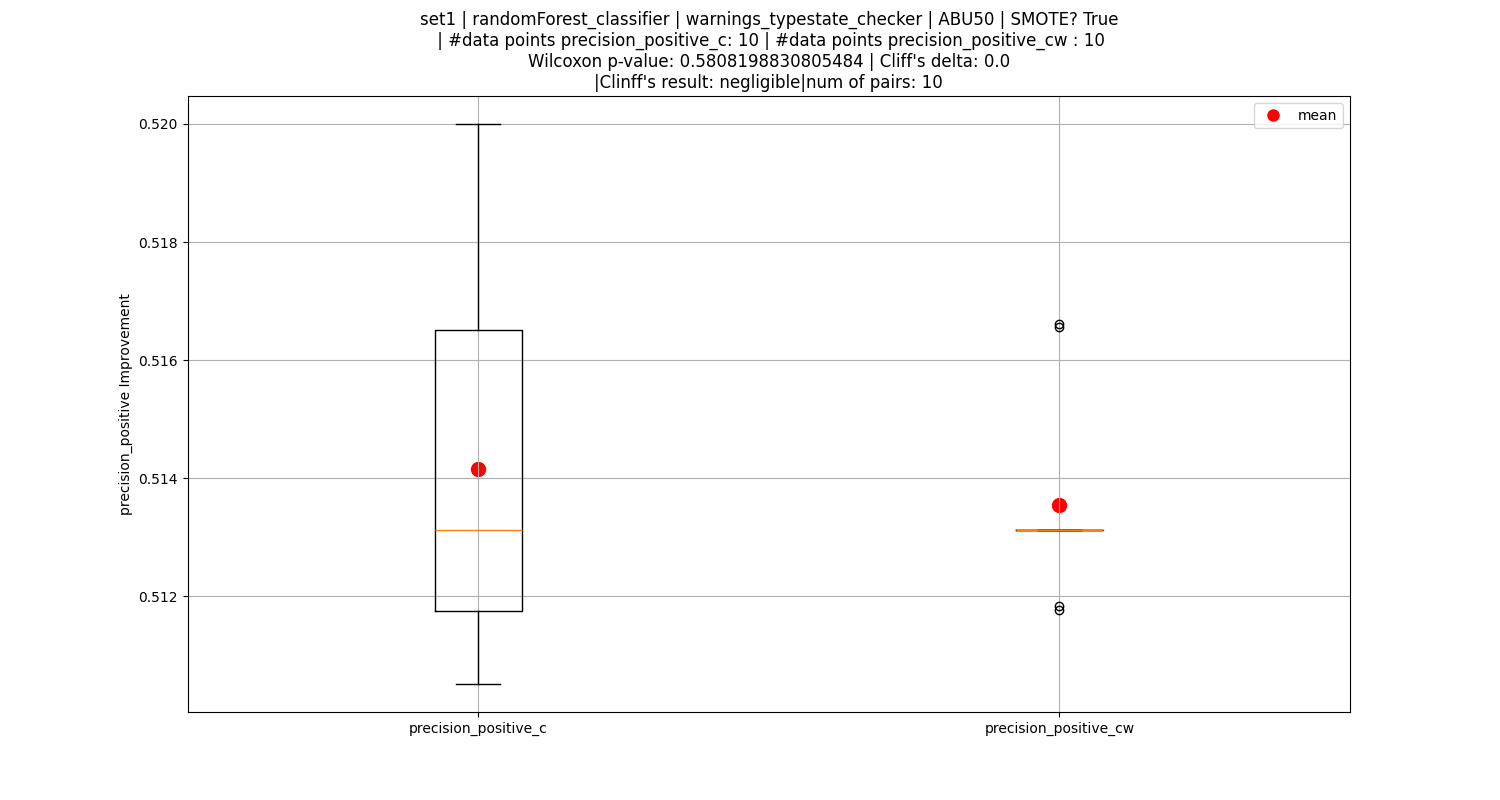 set1 | randomForest_classifier | warnings_typestate_checker | ABU50 | SMOTE? True
| #data points precision_positive_c: 10 | #data points precision_positive_cw : 10
Wilcoxon p-value: 0.5808198830805484 | Cliff's delta: 0.0
|Clinff's result: negligible|num of pairs: 10
mean
0.520
0.518
0.516
0.514
0.512
precision_positive Improvement
precision_positive_c
precision_positive_cw